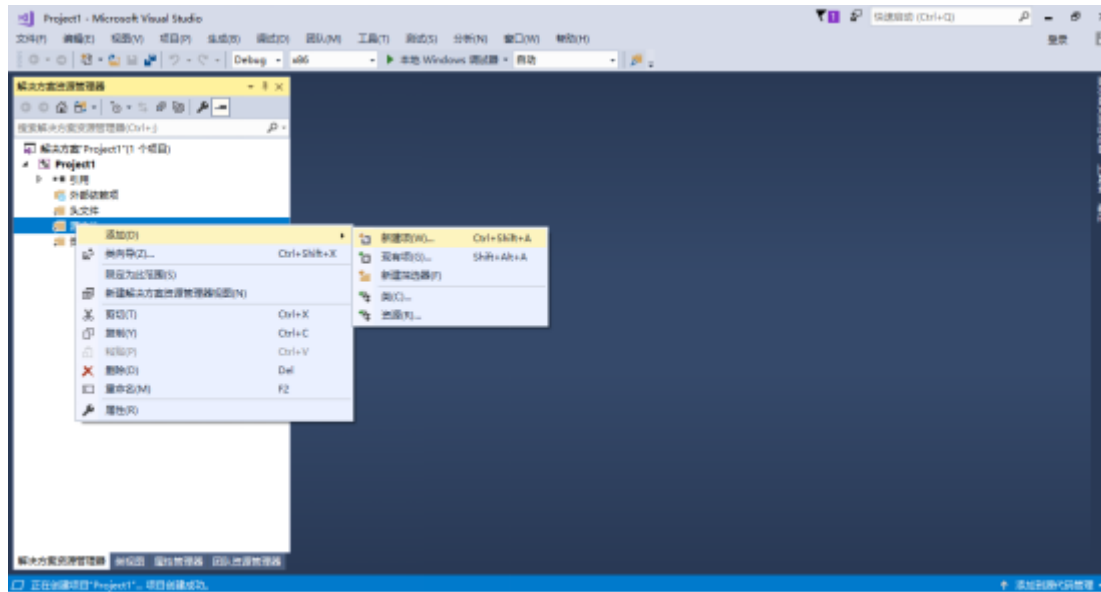 Project1 - Microsoft Visual Studio
快速启动 (Ctrl+Q)
文件(F) 编辑(E) 视图(V) 项目(P) 生成(B) 调试(D) 团队(M) 工具(T) 测试(S) 分析(N) 窗口(W) 帮助(H)
登录
Debug x86 本地 Windows 调试器 自动
解决方案资源管理器
搜索解决方案资源管理器(Ctrl+;)
解决方案"Project1"(1 个项目)
Project1
引用
外部依赖项
头文件
添加(D)
新建项(W)... Ctrl+Shift+A
类向导(Z)... Ctrl+Shift+X
现有项(G)... Shift+Alt+A
限定为此范围(S)
新建筛选器(F)
新建解决方案资源管理器视图(N)
类(C)...
剪切(T) Ctrl+X
资源(R)...
复制(Y) Ctrl+C
粘贴(P) Ctrl+V
删除(D) Del
重命名(M) F2
属性(R)
解决方案资源管理器 类视图 属性管理器 团队资源管理器
正在创建项目"Project1"... 项目创建成功。
添加到源代码管理